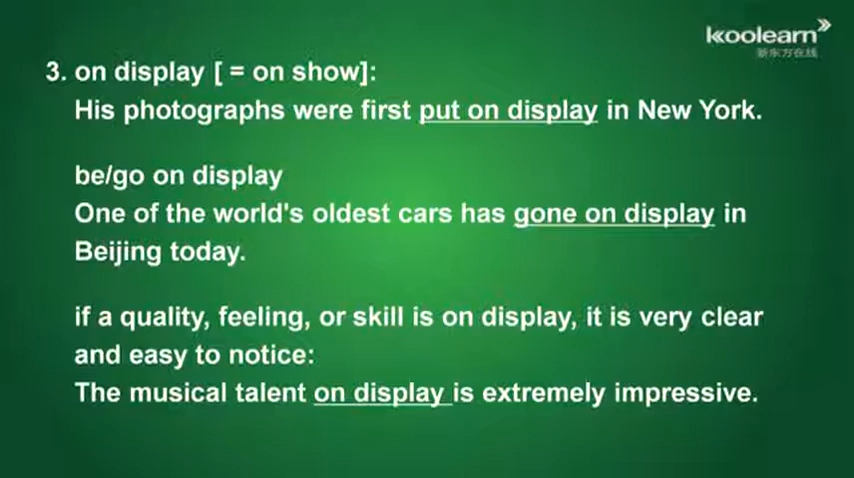 koolearn
新东方在线
3. on display [ = on show]:
His photographs were first put on display in New York.
be/go on display
One of the world's oldest cars has gone on display in
Beijing today.
if a quality, feeling, or skill is on display, it is very clear
and easy to notice:
The musical talent on display is extremely impressive.